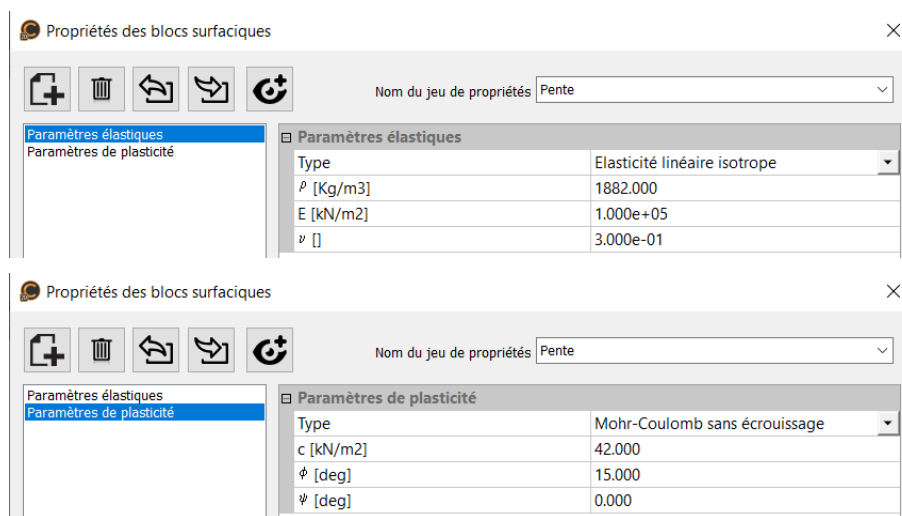 Propriétés des blocs surfaciques
Nom du jeu de propriétés Pente
Paramètres élastiques
Paramètres de plasticité
Paramètres élastiques
Type Elasticité linéaire isotrope
ρ [Kg/m3] 1882.000
E [kN/m2] 1.000e+05
ν [] 3.000e-01
Propriétés des blocs surfaciques
Nom du jeu de propriétés Pente
Paramètres élastiques
Paramètres de plasticité
Paramètres de plasticité
Type Mohr-Coulomb sans écrouissage
c [kN/m2] 42.000
ϕ [deg] 15.000
ψ [deg] 0.000